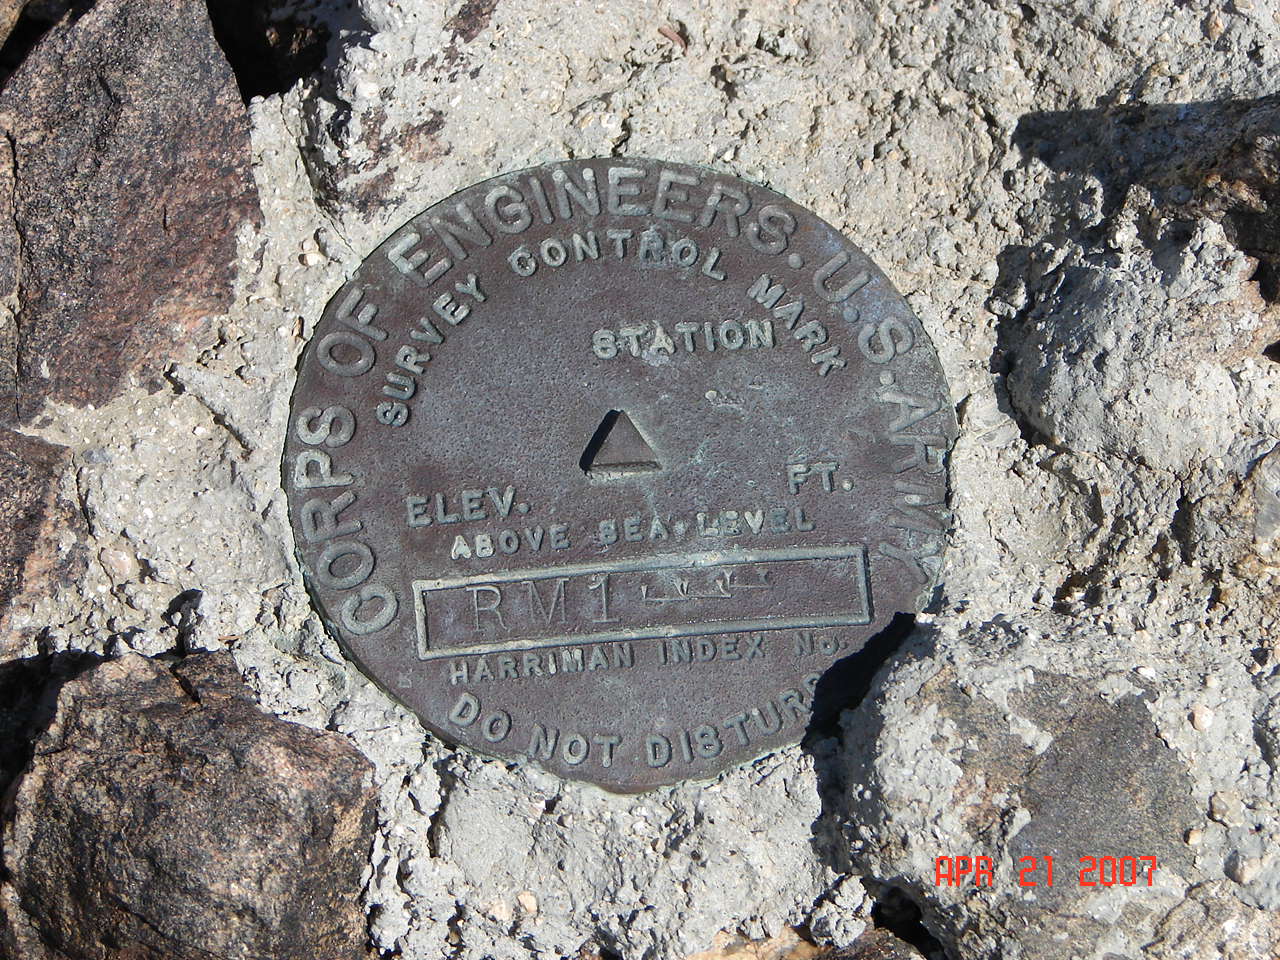 CORPS OF ENGINEERS. U.S. ARMY
SURVEY CONTROL MARK
STATION
ELEV. FT.
ABOVE SEA LEVEL
RM1
HARRIMAN INDEX No.
DO NOT DISTURB
APR 21 2007